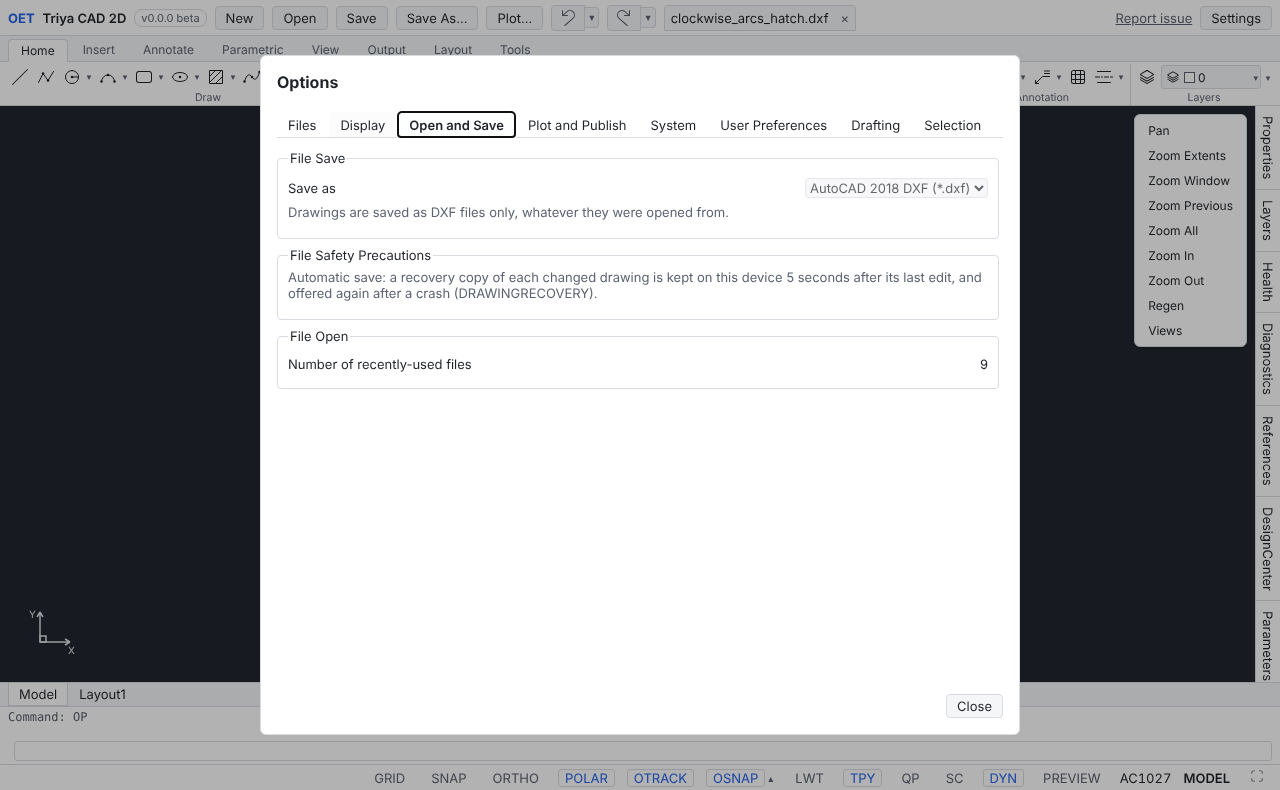 OET Triya CAD 2D v0.0.0 beta New Open Save Save As... Plot... clockwise_arcs_hatch.dxf × Report issue Settings
Home Insert Annotate Parametric View Output Layout Tools
0
Draw
Layers
Options
Files Display Open and Save Plot and Publish System User Preferences Drafting Selection
File Save
Save as AutoCAD 2018 DXF (*.dxf)
Drawings are saved as DXF files only, whatever they were opened from.
File Safety Precautions
Automatic save: a recovery copy of each changed drawing is kept on this device 5 seconds after its last edit, and
offered again after a crash (DRAWINGRECOVERY).
File Open
Number of recently-used files 9
Close
Pan
Zoom Extents
Zoom Window
Zoom Previous
Zoom All
Zoom In
Zoom Out
Regen
Views
Properties
Layers
Health
Diagnostics
References
DesignCenter
Parameters
Y
X
Model Layout1
Command: OP
GRID SNAP ORTHO POLAR OTRACK OSNAP LWT TPY QP SC DYN PREVIEW AC1027 MODEL